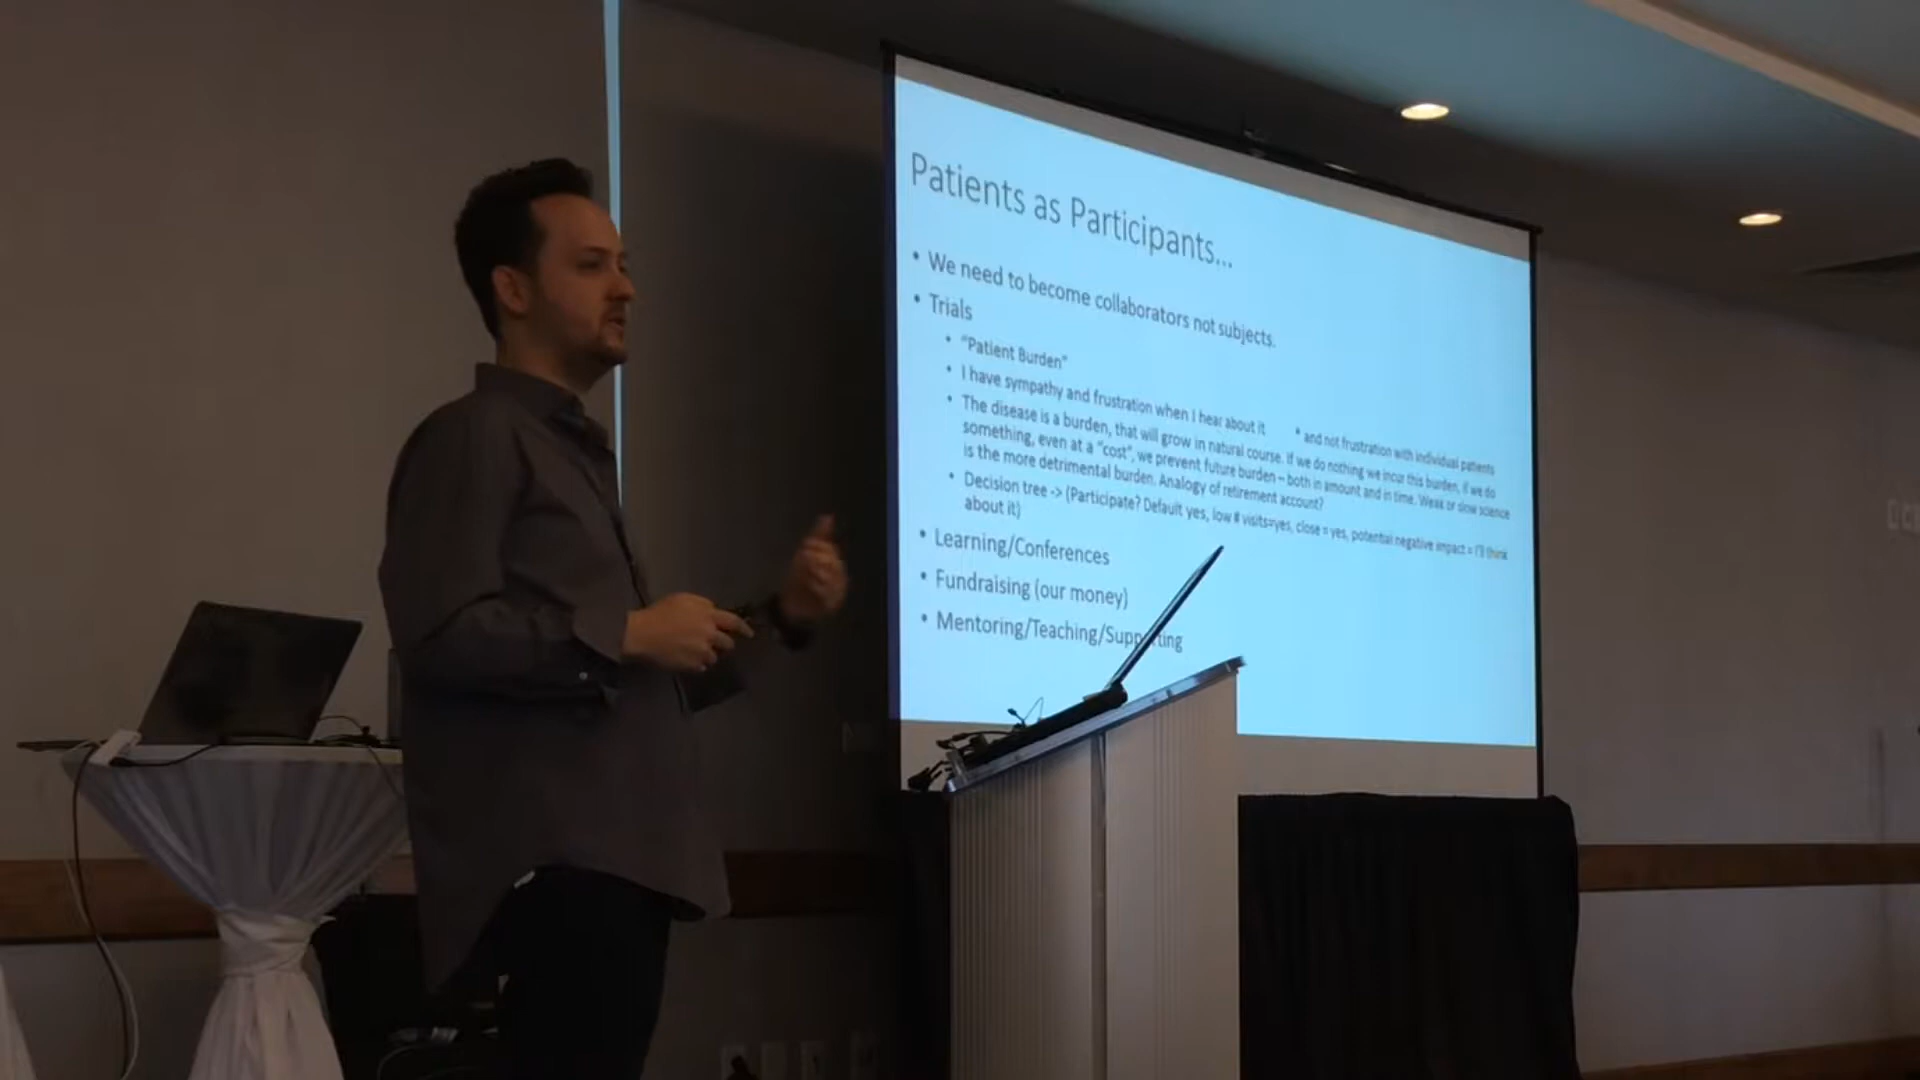 Patients as Participants...
• We need to become collaborators not subjects.
• Trials
• "Patient Burden"
• I have sympathy and frustration when I hear about it
* and not frustration with individual patients
• The disease is a burden, that will grow in natural course. If we do nothing we incur this burden, if we do
something, even at a "cost", we prevent future burden – both in amount and in time. Weak or slow science
is the more detrimental burden. Analogy of retirement account?
• Decision tree -> (Participate? Default yes, low # visits=yes, close = yes, potential negative impact = I'll think
about it)
• Learning/Conferences
• Fundraising (our money)
• Mentoring/Teaching/Supporting